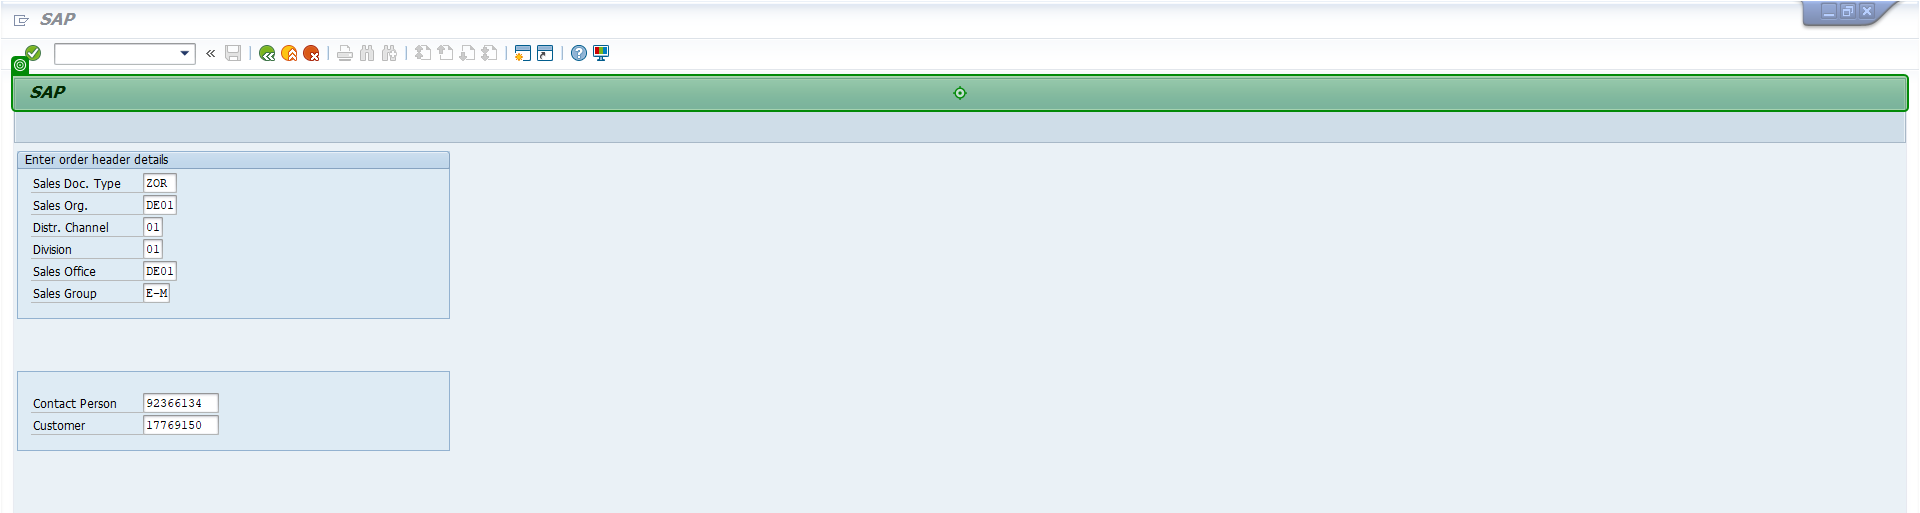 SAP
«
SAP
Enter order header details
Sales Doc. Type ZOR
Sales Org. DE01
Distr. Channel 01
Division 01
Sales Office DE01
Sales Group E-M
Contact Person 92366134
Customer 17769150